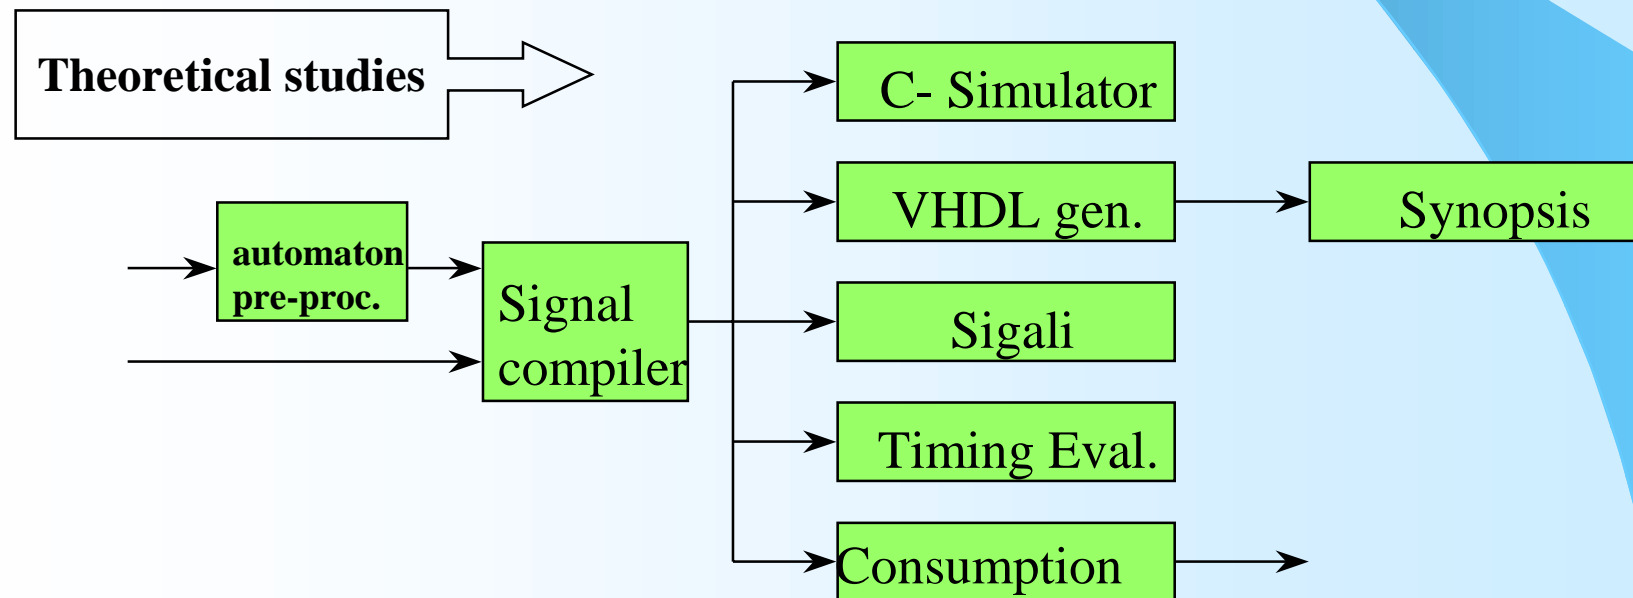 Theoretical studies
C- Simulator
VHDL gen.
Synopsis
automaton
pre-proc.
Signal
compiler
Sigali
Timing Eval.
Consumption